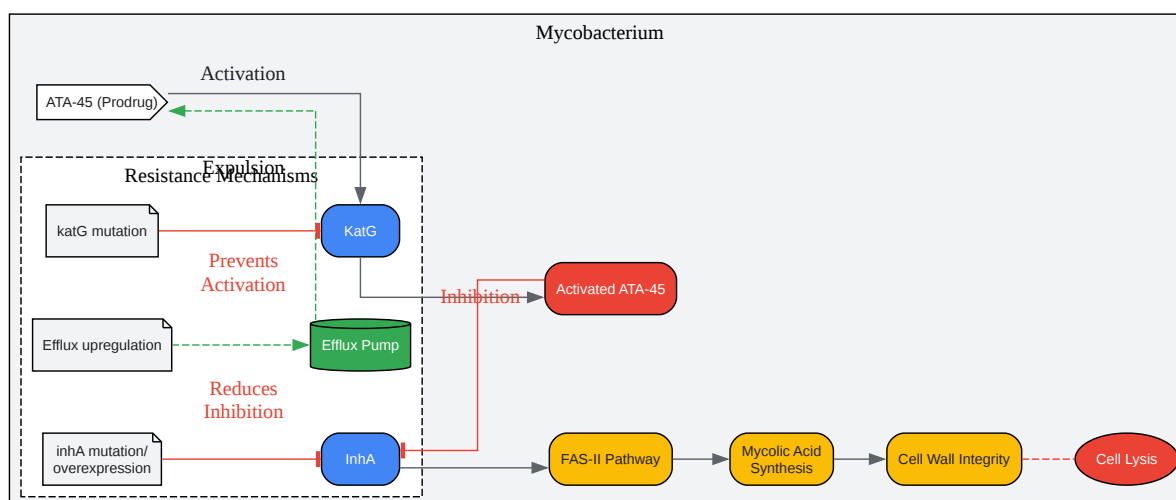 Mycobacterium
Activation
ATA-45 (Prodrug)
Expulsion
Resistance Mechanisms
katG mutation
KatG
Prevents
Activation
Inhibition
Activated ATA-45
Efflux upregulation
Efflux Pump
Reduces
Inhibition
inhA mutation/
overexpression
InhA
FAS-II Pathway
Mycolic Acid
Synthesis
Cell Wall Integrity
Cell Lysis